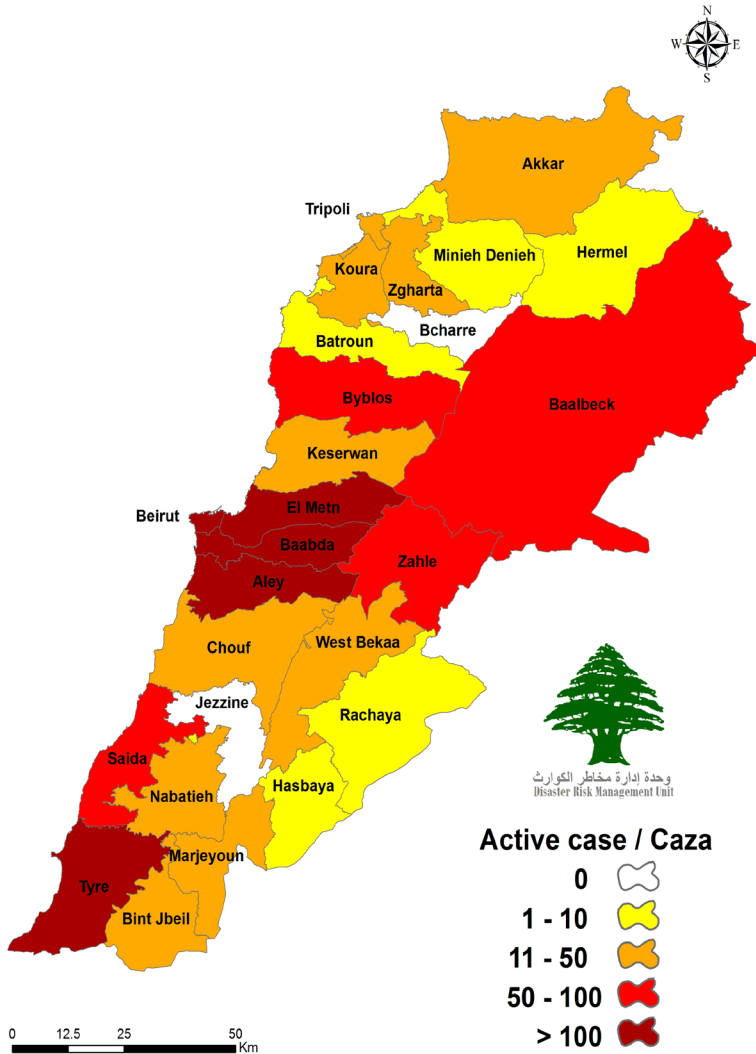 N
W
E
S
Akkar
Tripoli
Minieh Denieh
Hermel
Koura
Zgharta
Bcharre
Batroun
Byblos
Baalbeck
Keserwan
El Metn
Beirut
Baabda
Zahle
Aley
West Bekaa
Chouf
Jezzine
Rachaya
Saida
Hasbaya
Nabatieh
Marjeyoun
Tyre
Bint Jbeil
وحدة إدارة مخاطر الكوارث
Disaster Risk Management Unit
Active case / Caza
0
1 - 10
11 - 50
50 - 100
> 100
0 12.5 25 50
Km